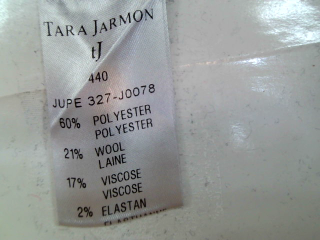 TARA JARMON
tJ
440
JUPE 327-J0078
60% POLYESTER
POLYESTER
21% WOOL
LAINE
17% VISCOSE
VISCOSE
2% ELASTAN